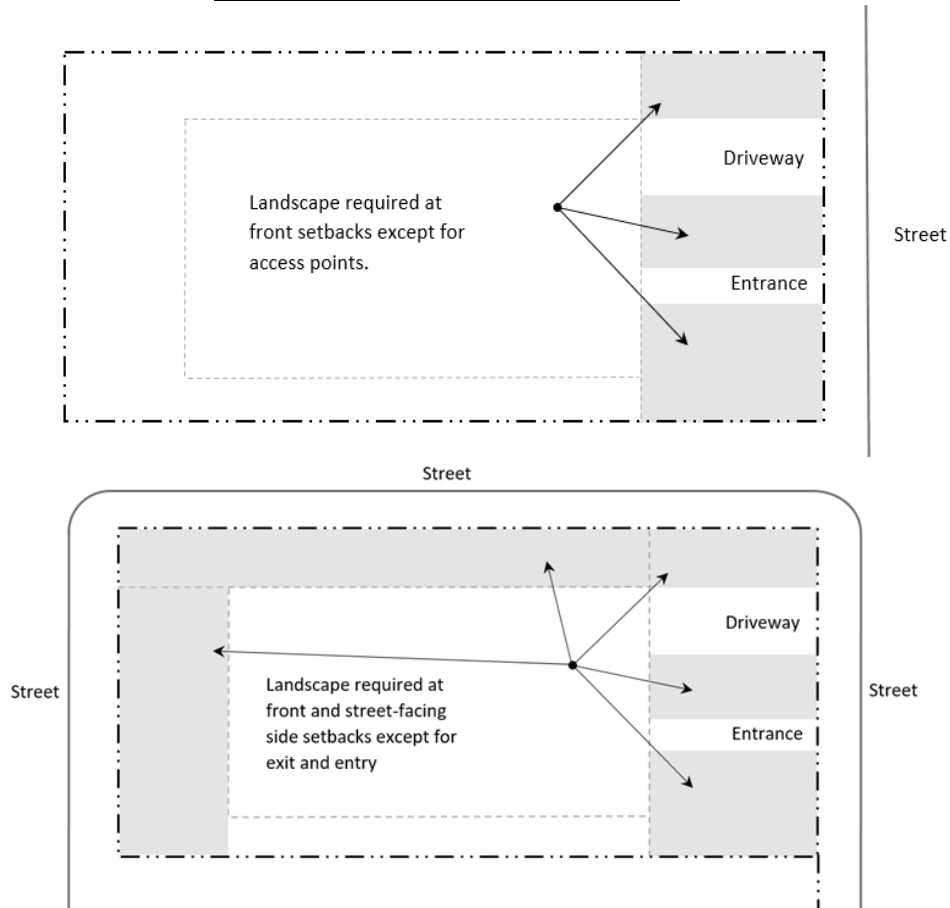 Driveway
Landscape required at
front setbacks except for
access points.
Street
Entrance
Street
Driveway
Street
Landscape required at
front and street-facing
side setbacks except for
exit and entry
Street
Entrance